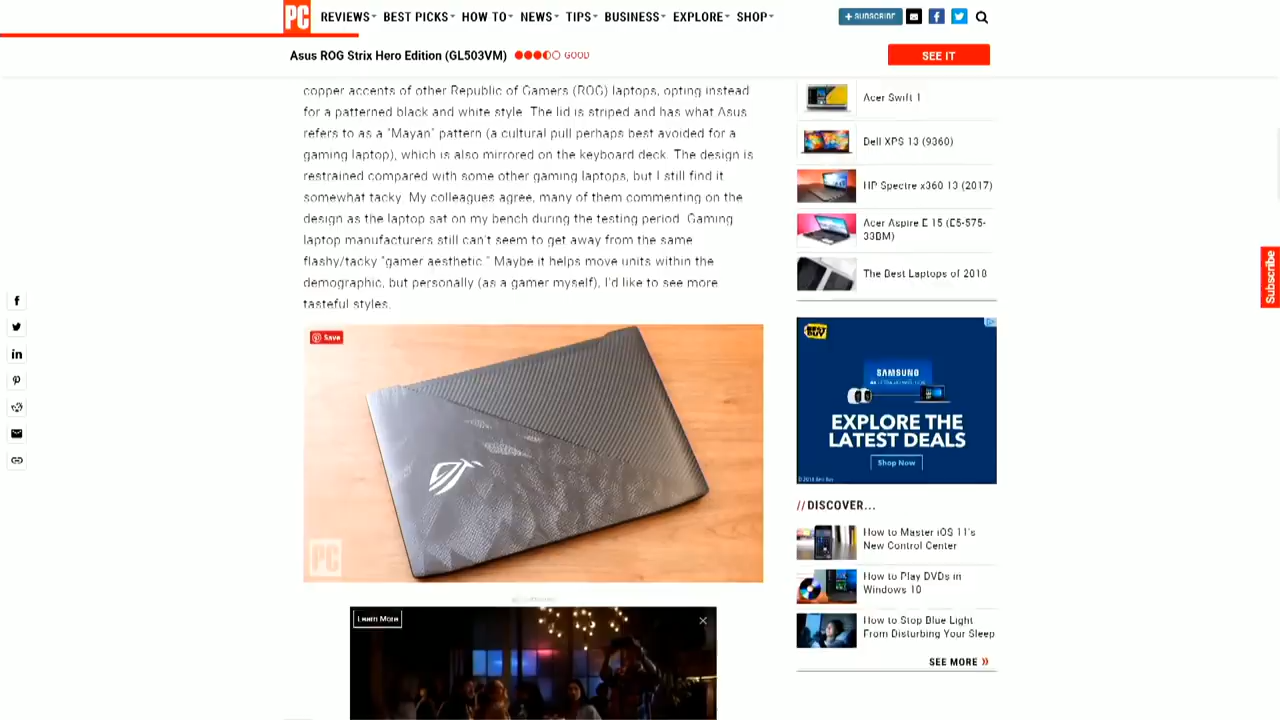 PC
REVIEWS BEST PICKS HOW TO NEWS TIPS BUSINESS EXPLORE SHOP
+ SUBSCRIBE
Asus ROG Strix Hero Edition (GL503VM) GOOD
SEE IT
copper accents of other Republic of Gamers (ROG) laptops, opting instead
for a patterned black and white style. The lid is striped and has what Asus
refers to as a "Mayan" pattern (a cultural pull perhaps best avoided for a
gaming laptop), which is also mirrored on the keyboard deck. The design is
restrained compared with some other gaming laptops, but I still find it
somewhat tacky. My colleagues agree, many of them commenting on the
design as the laptop sat on my bench during the testing period. Gaming
laptop manufacturers still can't seem to get away from the same
flashy/tacky "gamer aesthetic." Maybe it helps move units within the
demographic, but personally (as a gamer myself), I'd like to see more
tasteful styles.
Save
PC
Learn More
Acer Swift 1
Dell XPS 13 (9360)
HP Spectre x360 13 (2017)
Acer Aspire E 15 (E5-575-
33BM)
The Best Laptops of 2018
BEST BUY
SAMSUNG
EXPLORE THE
LATEST DEALS
Shop Now
© 2018 Best Buy
//DISCOVER...
How to Master iOS 11's
New Control Center
How to Play DVDs in
Windows 10
How to Stop Blue Light
From Disturbing Your Sleep
SEE MORE »
Subscribe